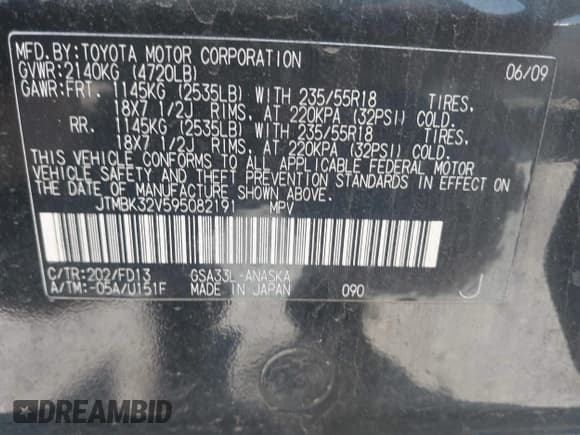 MFD.BY:TOYOTA MOTOR CORPORATION 06/09
GVWR:2140KG (4720LB)
GAWR:FRT. 1145KG (2535LB) WITH 235/55R18 TIRES.
18X7 1/2J RIMS, AT 220KPA (32PSI) COLD.
RR. 1145KG (2535LB) WITH 235/55R18 TIRES.
18X7 1/2J RIMS, AT 220KPA (32PSI) COLD.
THIS VEHICLE CONFORMS TO ALL APPLICABLE FEDERAL MOTOR
VEHICLE SAFETY AND THEFT PREVENTION STANDARDS IN EFFECT ON
THE DATE OF MANUFACTURE SHOWN ABOVE.
JTMBK32V595082191 MPV
C/TR:202/FD13 GSA33L-ANASKA
A/TM:-05A/U151F MADE IN JAPAN 090 J
DREAMBID